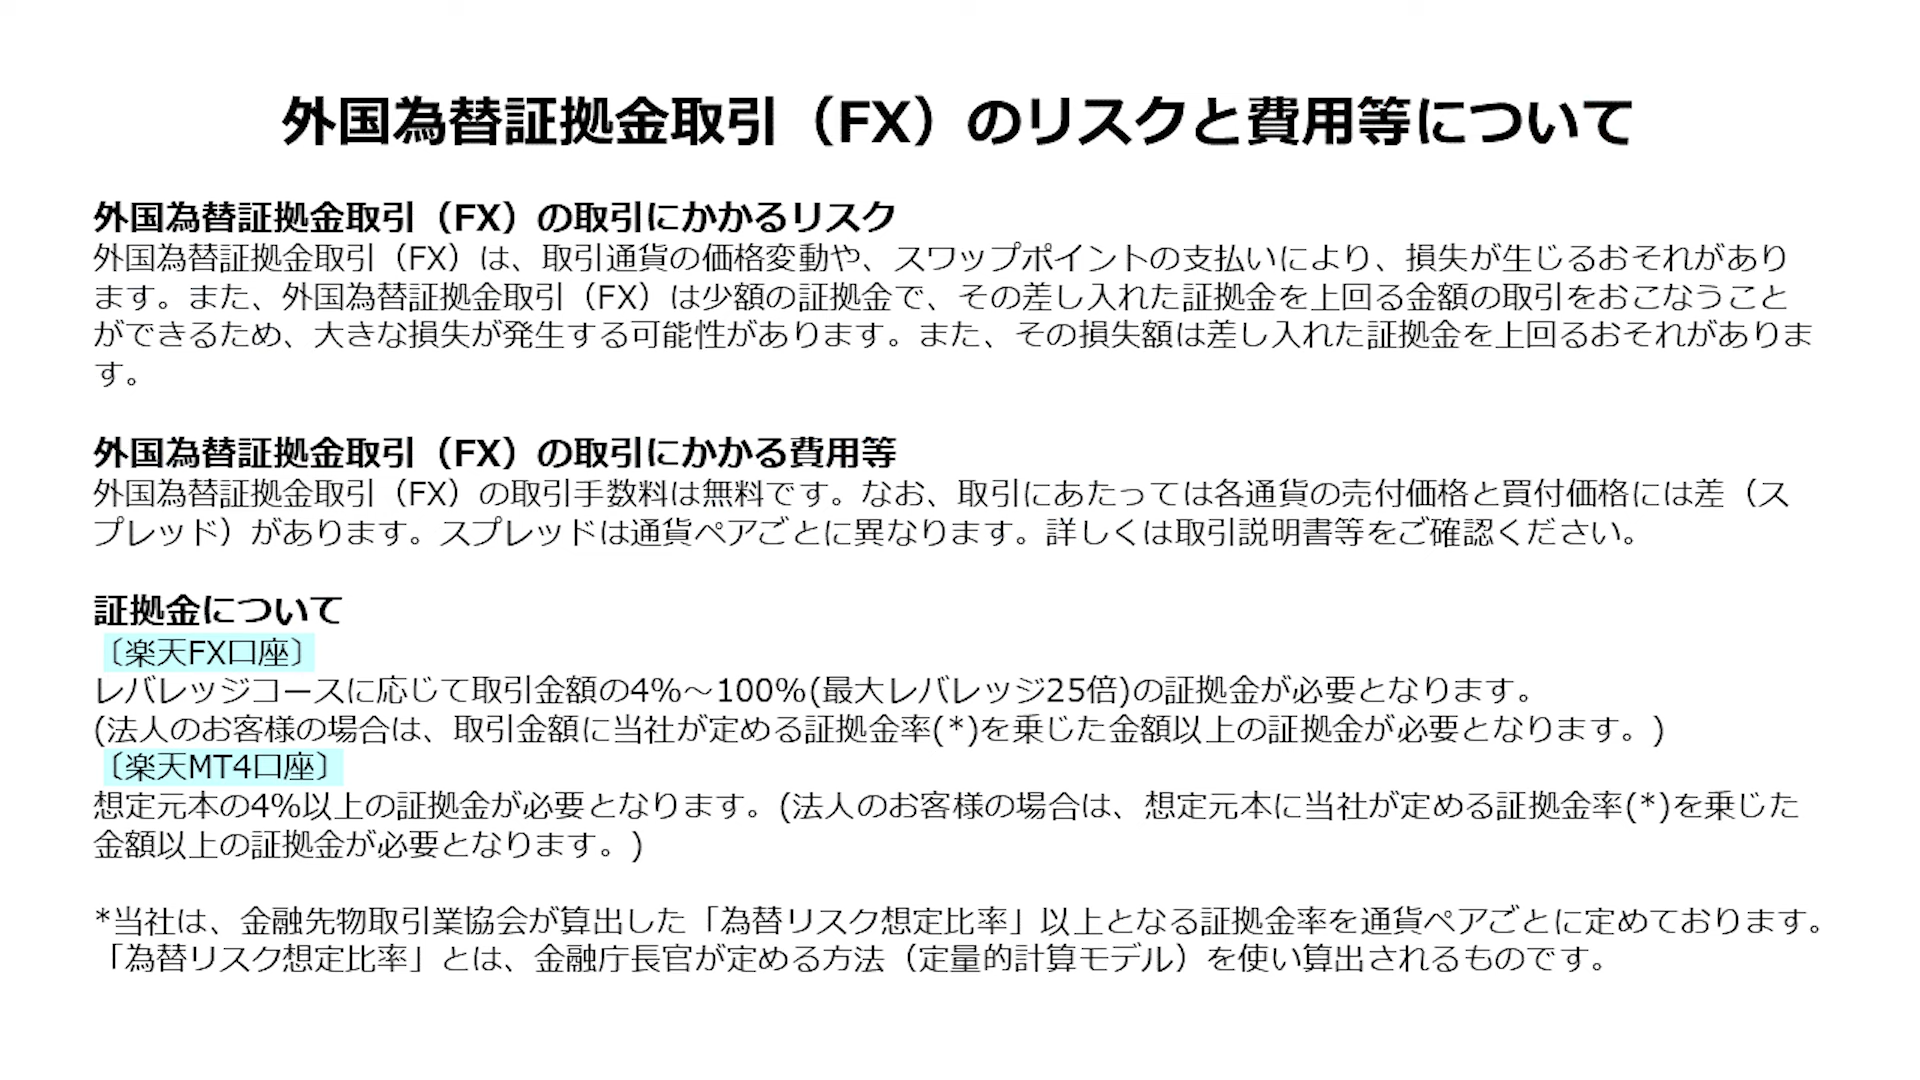 外国為替証拠金取引（FX）のリスクと費用等について
外国為替証拠金取引（FX）の取引にかかるリスク
外国為替証拠金取引（FX）は、取引通貨の価格変動や、スワップポイントの支払いにより、損失が生じるおそれがあり
ます。また、外国為替証拠金取引（FX）は少額の証拠金で、その差し入れた証拠金を上回る金額の取引をおこなうこと
ができるため、大きな損失が発生する可能性があります。また、その損失額は差し入れた証拠金を上回るおそれがありま
す。
外国為替証拠金取引（FX）の取引にかかる費用等
外国為替証拠金取引（FX）の取引手数料は無料です。なお、取引にあたっては各通貨の売付価格と買付価格には差（ス
プレッド）があります。スプレッドは通貨ペアごとに異なります。詳しくは取引説明書等をご確認ください。
証拠金について
〔楽天FX口座〕
レバレッジコースに応じて取引金額の4%～100%(最大レバレッジ25倍)の証拠金が必要となります。
(法人のお客様の場合は、取引金額に当社が定める証拠金率(*)を乗じた金額以上の証拠金が必要となります。)
〔楽天MT4口座〕
想定元本の4%以上の証拠金が必要となります。(法人のお客様の場合は、想定元本に当社が定める証拠金率(*)を乗じた
金額以上の証拠金が必要となります。)
*当社は、金融先物取引業協会が算出した「為替リスク想定比率」以上となる証拠金率を通貨ペアごとに定めております。
「為替リスク想定比率」とは、金融庁長官が定める方法（定量的計算モデル）を使い算出されるものです。